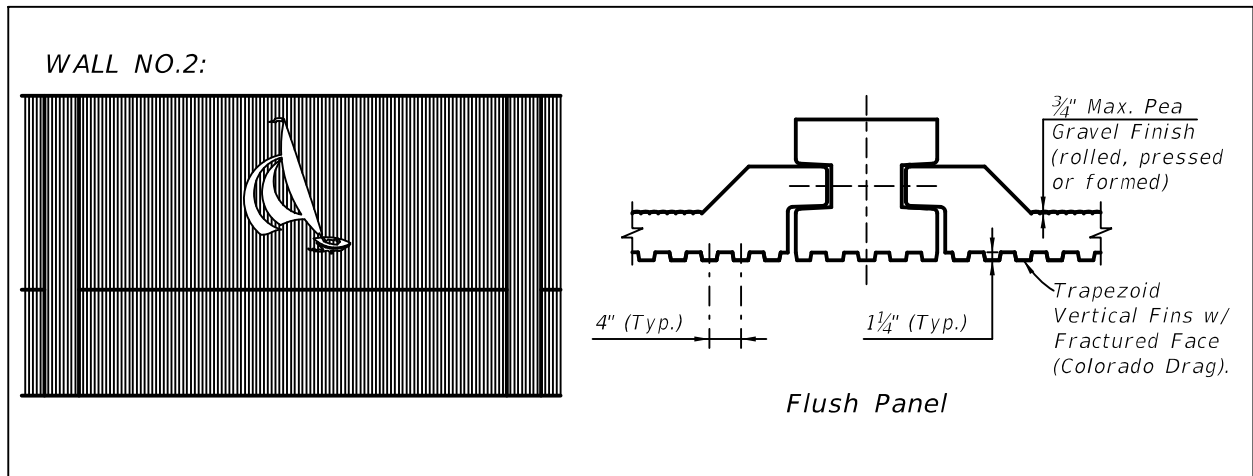 WALL NO.2:
¾" Max. Pea
Gravel Finish
(rolled, pressed
or formed)
4" (Typ.)
1¼" (Typ.)
Trapezoid
Vertical Fins w/
Fractured Face
(Colorado Drag).
Flush Panel